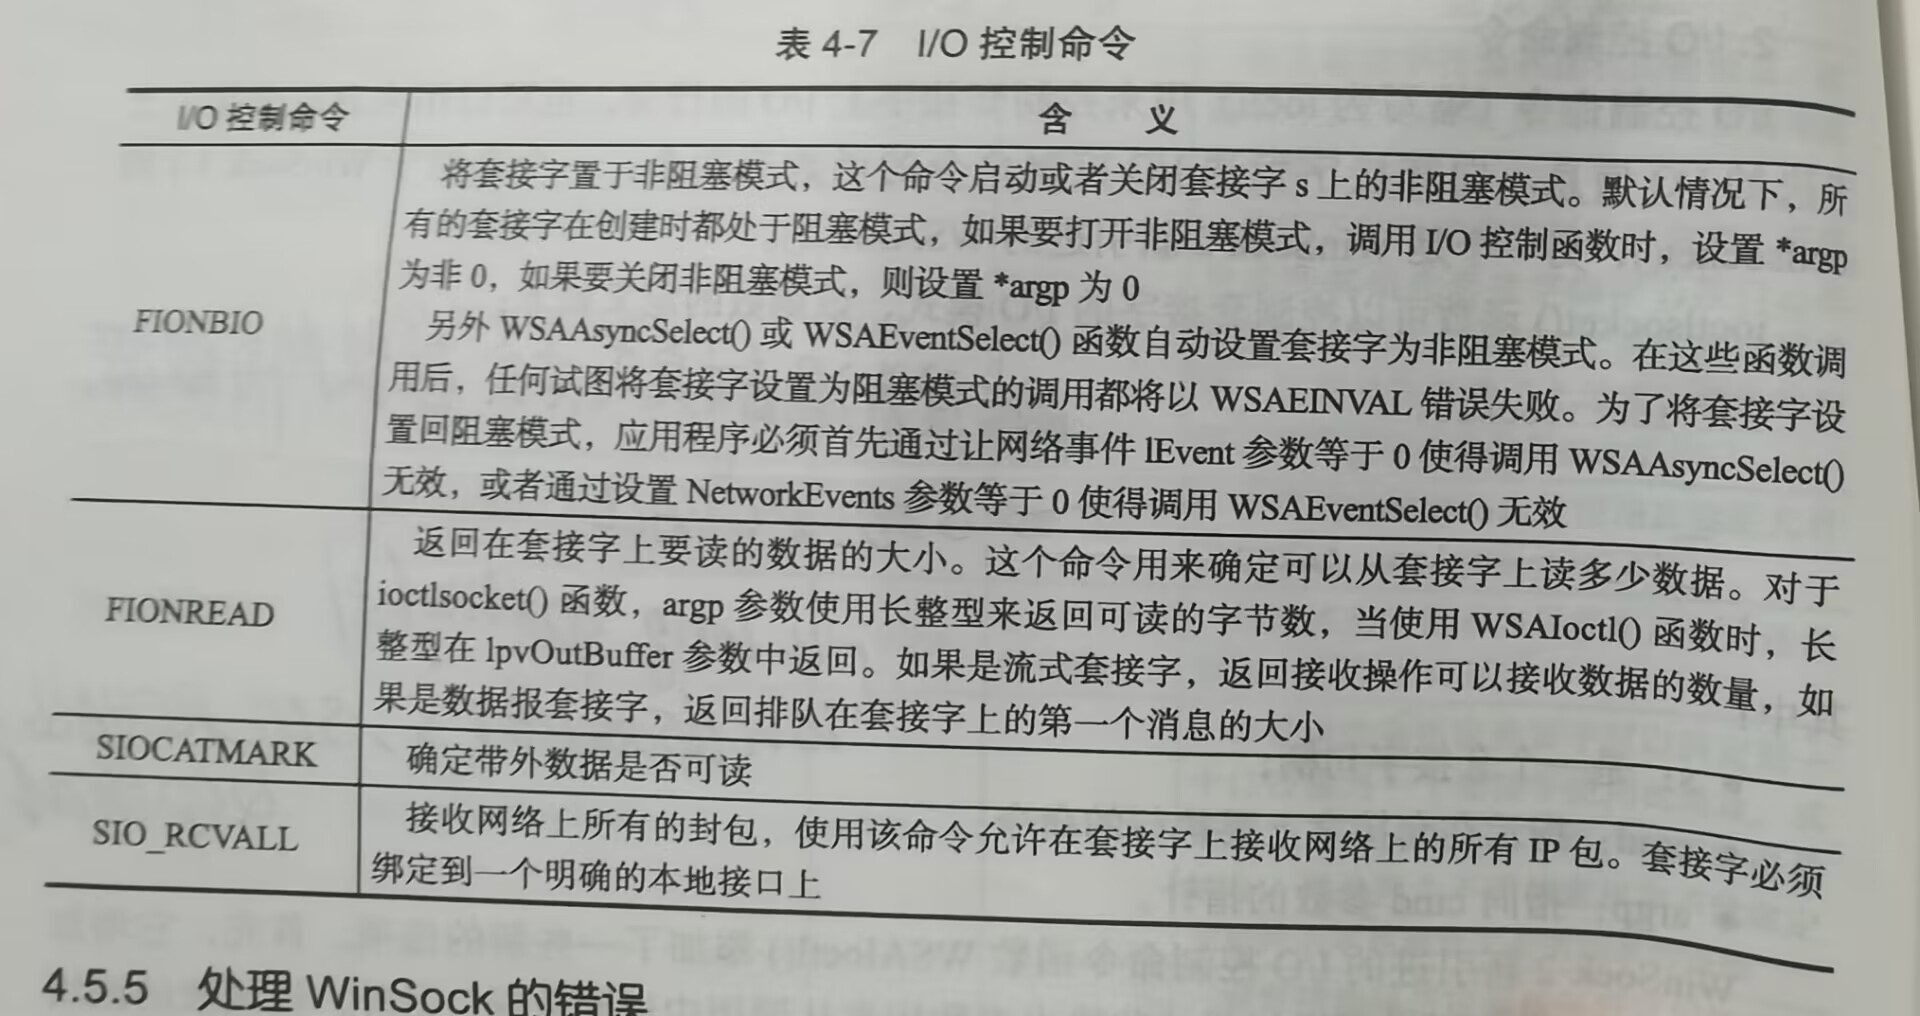 表 4-7 I/O 控制命令
I/O 控制命令
含 义
FIONBIO
将套接字置于非阻塞模式，这个命令启动或者关闭套接字 s 上的非阻塞模式。默认情况下，所
有的套接字在创建时都处于阻塞模式，如果要打开非阻塞模式，调用 I/O 控制函数时，设置 *argp
为非 0，如果要关闭非阻塞模式，则设置 *argp 为 0
另外 WSAAsyncSelect() 或 WSAEventSelect() 函数自动设置套接字为非阻塞模式。在这些函数调
用后，任何试图将套接字设置为阻塞模式的调用都将以 WSAEINVAL 错误失败。为了将套接字设
置回阻塞模式，应用程序必须首先通过让网络事件 lEvent 参数等于 0 使得调用 WSAAsyncSelect()
无效，或者通过设置 NetworkEvents 参数等于 0 使得调用 WSAEventSelect() 无效
FIONREAD
返回在套接字上要读的数据的大小。这个命令用来确定可以从套接字上读多少数据。对于
ioctlsocket() 函数，argp 参数使用长整型来返回可读的字节数，当使用 WSAIoctl() 函数时，长
整型在 lpvOutBuffer 参数中返回。如果是流式套接字，返回接收操作可以接收数据的数量，如
果是数据报套接字，返回排队在套接字上的第一个消息的大小
SIOCATMARK
确定带外数据是否可读
SIO_RCVALL
接收网络上所有的封包，使用该命令允许在套接字上接收网络上的所有 IP 包。套接字必须
绑定到一个明确的本地接口上
4.5.5 处理 WinSock 的错误